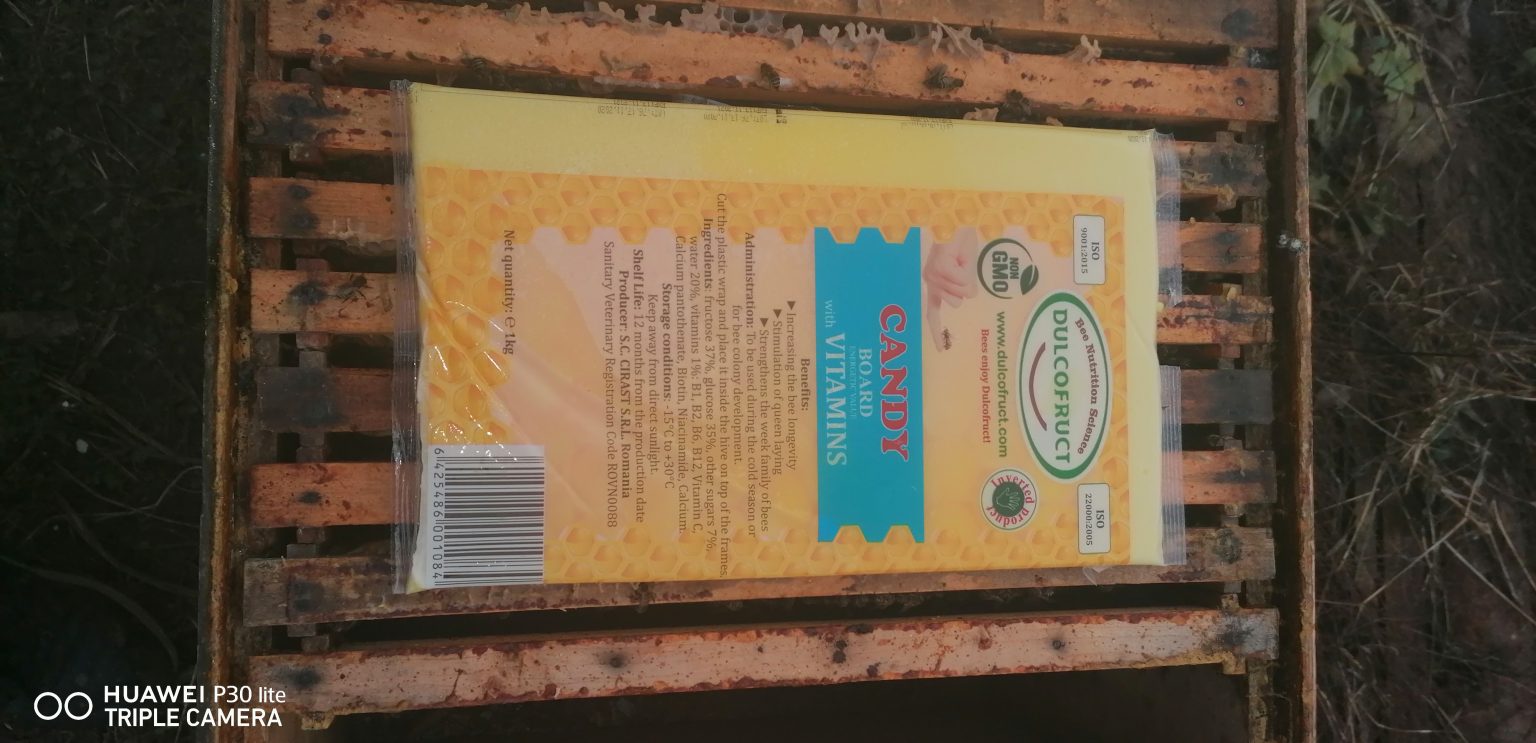 ISO
9001:2015
Bee Nutrition Science
DULCOFRUCT
ISO
22000:2005
NON
GMO
www.dulcofruct.com
Bees enjoy Dulcofruct!
Inverted product
CANDY
BOARD
ENERGETIC VALUE
with VITAMINS
Benefits:
▶ Increasing the bee longevity
▶ Stimulation of queen laying
▶ Strengthens the week family of bees
Administration: To be used during the cold season or
for bee colony development.
Cut the plastic wrap and place it inside the hive on top of the frames.
Ingredients: fructose 37%, glucose 35%, other sugars 7%,
water 20%, vitamins 1%: B1, B2, B6, B12, Vitamin C,
Calcium pantothenate, Biotin, Niacinamide, Calcium.
Storage conditions: -15°C to +30°C
Keep away from direct sunlight.
Shelf Life: 12 months from the production date
Producer: S.C. CIRAST S.R.L. Romania
Sanitary Veterinary Registration Code ROVN0088
Net quantity: ℮ 1kg
6 425486 001084
HUAWEI P30 lite
TRIPLE CAMERA